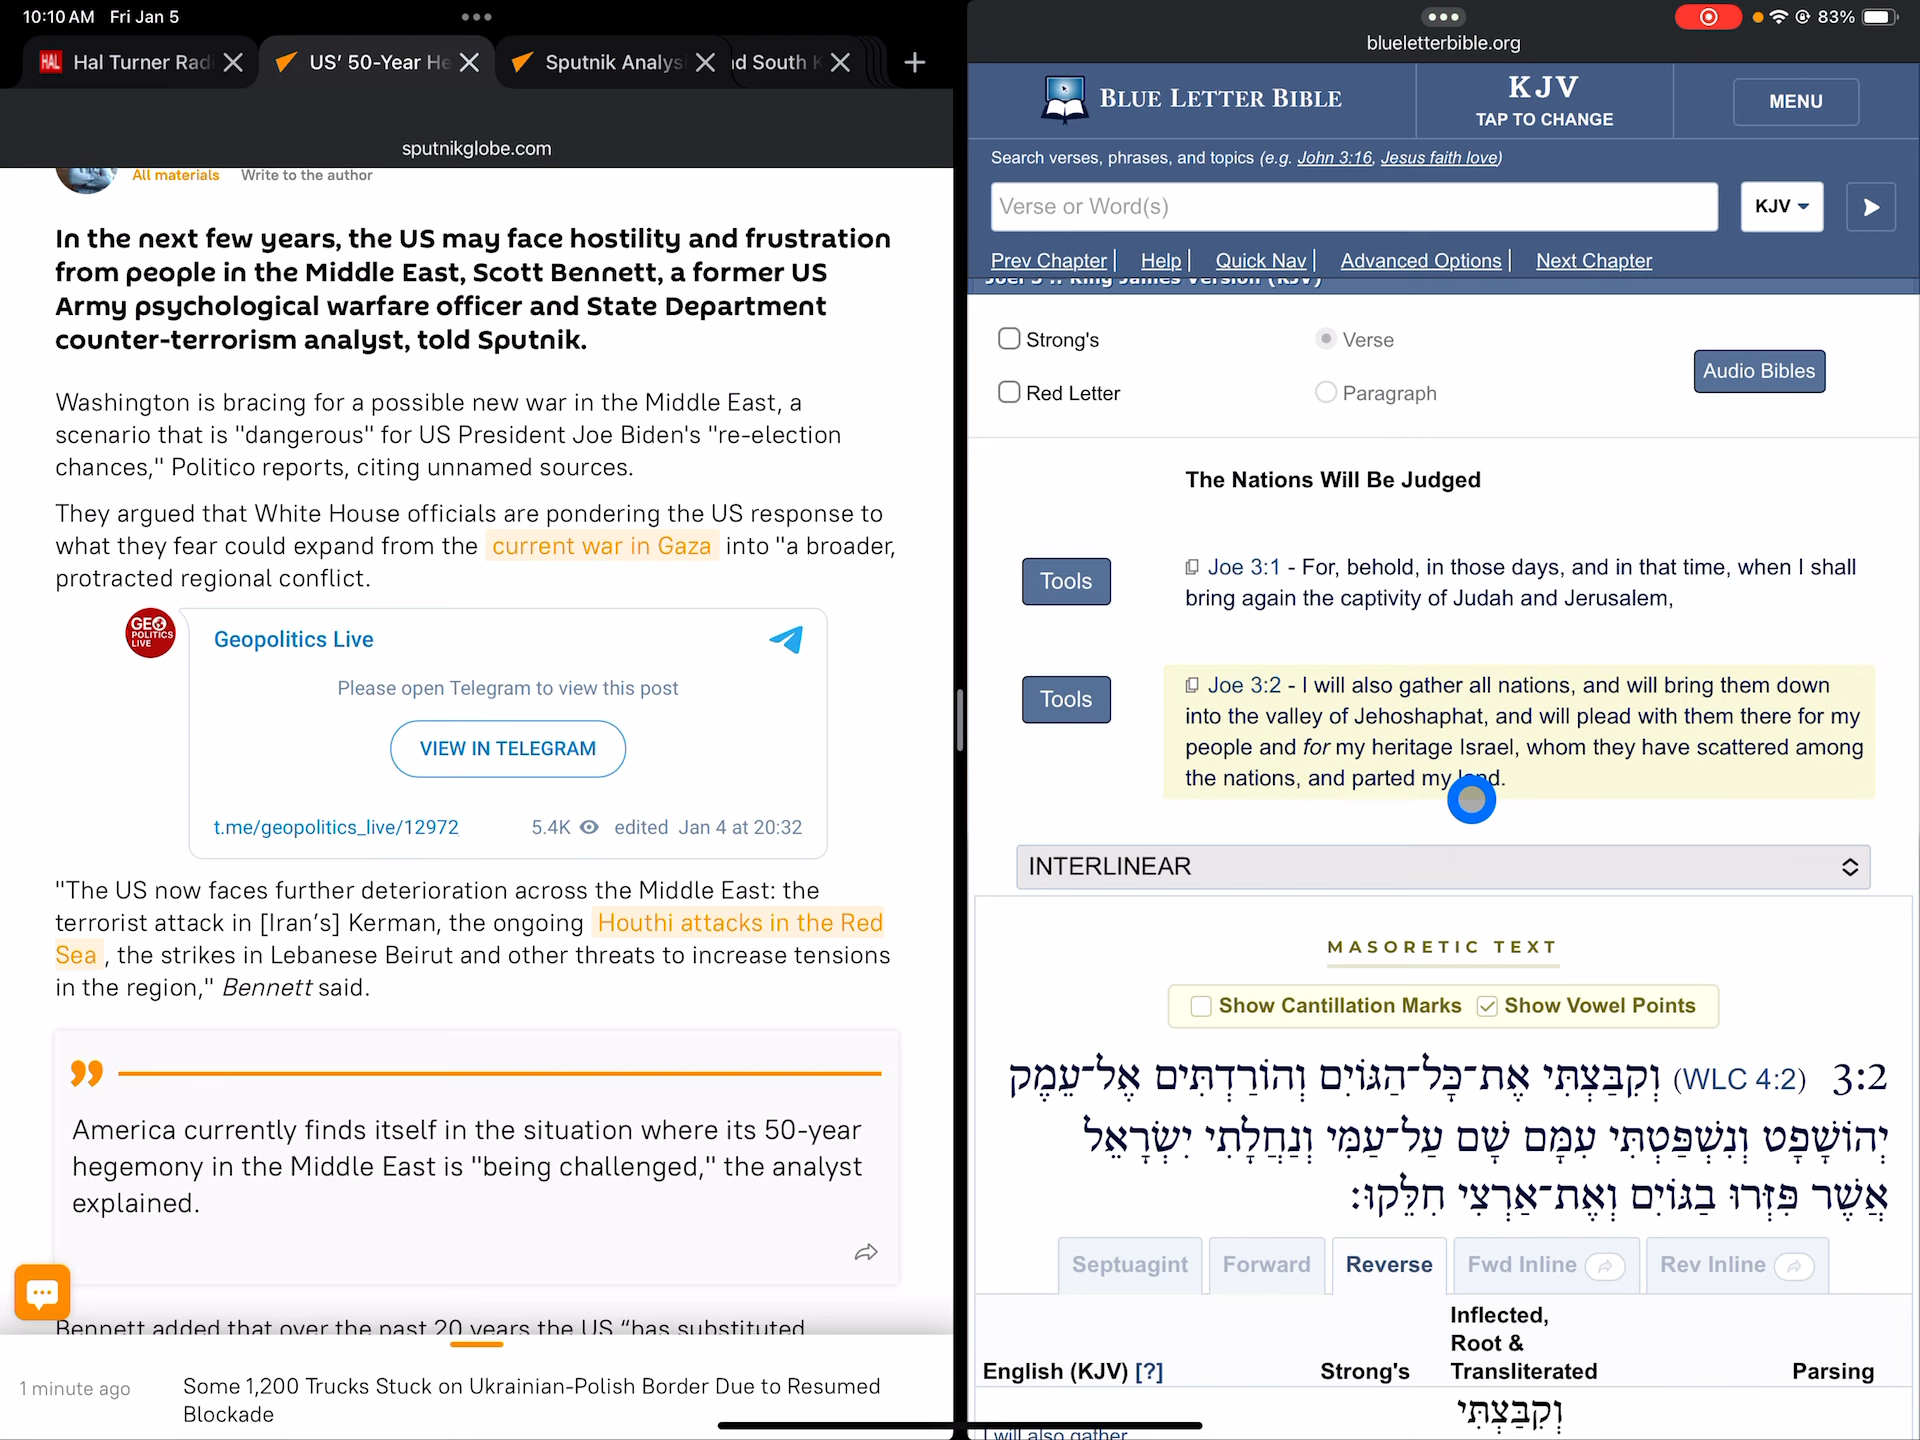 10:10 AM Fri Jan 5
Hal Turner Rad
US' 50-Year He
Sputnik Analys
d South K
sputnikglobe.com
All materials Write to the author
In the next few years, the US may face hostility and frustration
from people in the Middle East, Scott Bennett, a former US
Army psychological warfare officer and State Department
counter-terrorism analyst, told Sputnik.
Washington is bracing for a possible new war in the Middle East, a
scenario that is "dangerous" for US President Joe Biden's "re-election
chances," Politico reports, citing unnamed sources.
They argued that White House officials are pondering the US response to
what they fear could expand from the current war in Gaza into "a broader,
protracted regional conflict.
GEO
POLITICS
LIVE
Geopolitics Live
Please open Telegram to view this post
VIEW IN TELEGRAM
t.me/geopolitics_live/12972 5.4K edited Jan 4 at 20:32
"The US now faces further deterioration across the Middle East: the
terrorist attack in [Iran's] Kerman, the ongoing Houthi attacks in the Red
Sea , the strikes in Lebanese Beirut and other threats to increase tensions
in the region," Bennett said.
America currently finds itself in the situation where its 50-year
hegemony in the Middle East is "being challenged," the analyst
explained.
Bennett added that over the past 20 years the US "has substituted
1 minute ago
Some 1,200 Trucks Stuck on Ukrainian-Polish Border Due to Resumed
Blockade
83%
blueletterbible.org
BLUE LETTER BIBLE
KJV
TAP TO CHANGE
MENU
Search verses, phrases, and topics (e.g. John 3:16, Jesus faith love)
Verse or Word(s)
KJV
Prev Chapter | Help | Quick Nav | Advanced Options | Next Chapter
Joel 3 :: King James Version (KJV)
Strong's Verse
Red Letter Paragraph
Audio Bibles
The Nations Will Be Judged
Tools
Joe 3:1 - For, behold, in those days, and in that time, when I shall
bring again the captivity of Judah and Jerusalem,
Tools
Joe 3:2 - I will also gather all nations, and will bring them down
into the valley of Jehoshaphat, and will plead with them there for my
people and for my heritage Israel, whom they have scattered among
the nations, and parted my land.
INTERLINEAR
MASORETIC TEXT
Show Cantillation Marks Show Vowel Points
3:2 (WLC 4:2) וְקִבַּצְתִּי אֶת־כָּל־הַגּוֹיִם וְהוֹרַדְתִּים אֶל־עֵמֶק
יְהוֹשָׁפָט וְנִשְׁפַּטְתִּי עִמָּם שָׁם עַל־עַמִּי וְנַחֲלָתִי יִשְׂרָאֵל
אֲשֶׁר פִּזְּרוּ בַגּוֹיִם וְאֶת־אַרְצִי חִלֵּקוּ׃
Septuagint Forward Reverse Fwd Inline Rev Inline
English (KJV) [?]
Strong's
Inflected,
Root &
Transliterated
Parsing
וְקִבַּצְתִּי
I will also gather